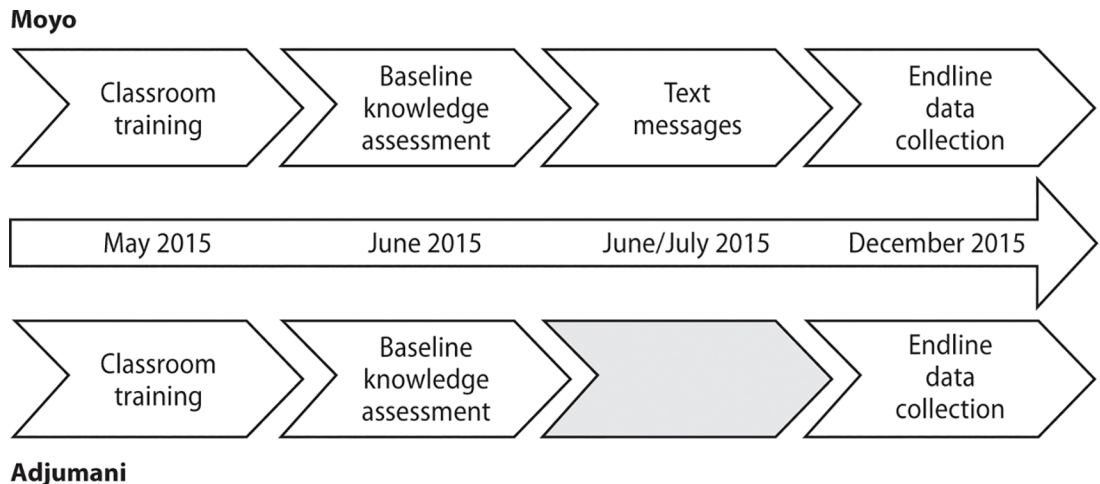 Moyo
Classroom
training
Baseline
knowledge
assessment
Text
messages
Endline
data
collection
May 2015
June 2015
June/July 2015
December 2015
Classroom
training
Baseline
knowledge
assessment
Endline
data
collection
Adjumani